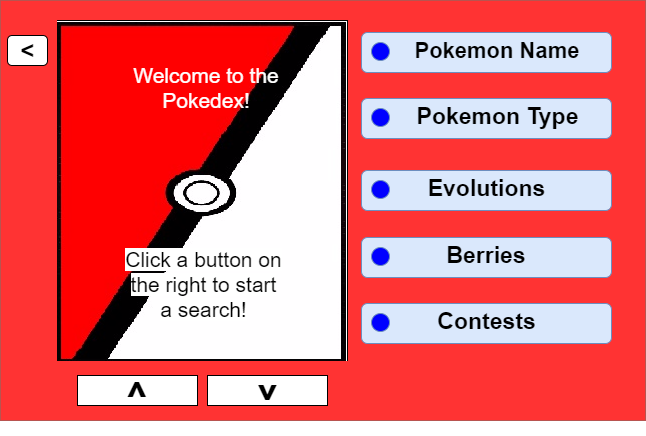 <
Welcome to the
Pokedex!
Click a button on
the right to start
a search!
Pokemon Name
Pokemon Type
Evolutions
Berries
Contests